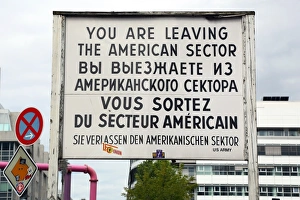 YOU ARE LEAVING
THE AMERICAN SECTOR
ВЫ ВЫЕЗЖАЕТЕ ИЗ
АМЕРИКАНСКОГО СЕКТОРА
VOUS SORTEZ
DU SECTEUR AMÉRICAIN
SIE VERLASSEN DEN AMERIKANISCHEN SEKTOR
US ARMY